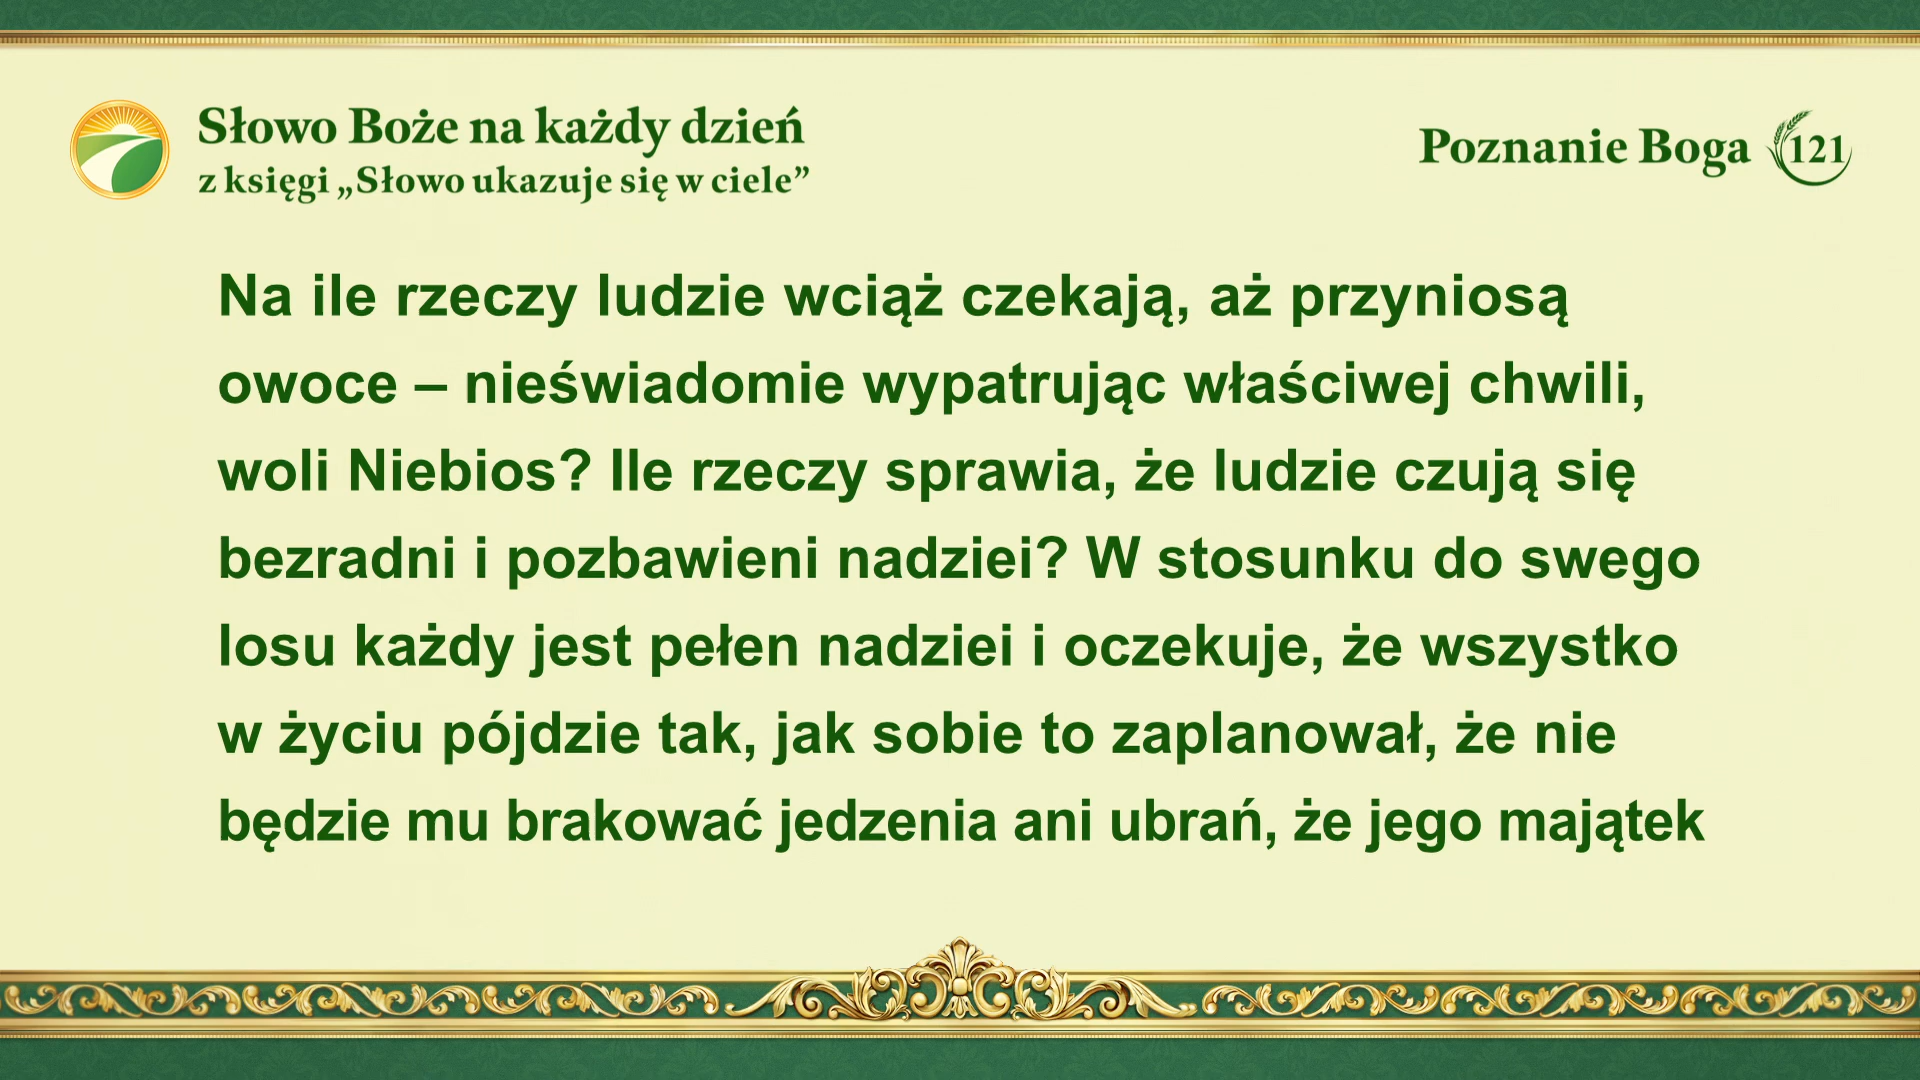 Słowo Boże na każdy dzień
z księgi „Słowo ukazuje się w ciele”
Poznanie Boga 121
Na ile rzeczy ludzie wciąż czekają, aż przyniosą
owoce – nieświadomie wypatrując właściwej chwili,
woli Niebios? Ile rzeczy sprawia, że ludzie czują się
bezradni i pozbawieni nadziei? W stosunku do swego
losu każdy jest pełen nadziei i oczekuje, że wszystko
w życiu pójdzie tak, jak sobie to zaplanował, że nie
będzie mu brakować jedzenia ani ubrań, że jego majątek